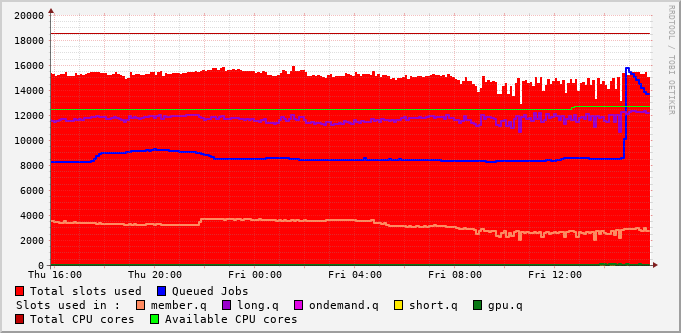 20000
18000
16000
14000
12000
10000
8000
6000
4000
2000
0
Thu 16:00 Thu 20:00 Fri 00:00 Fri 04:00 Fri 08:00 Fri 12:00
Total slots used Queued Jobs
Slots used in : member.q long.q ondemand.q short.q gpu.q
Total CPU cores Available CPU cores
RRDTOOL / TOBI OETIKER